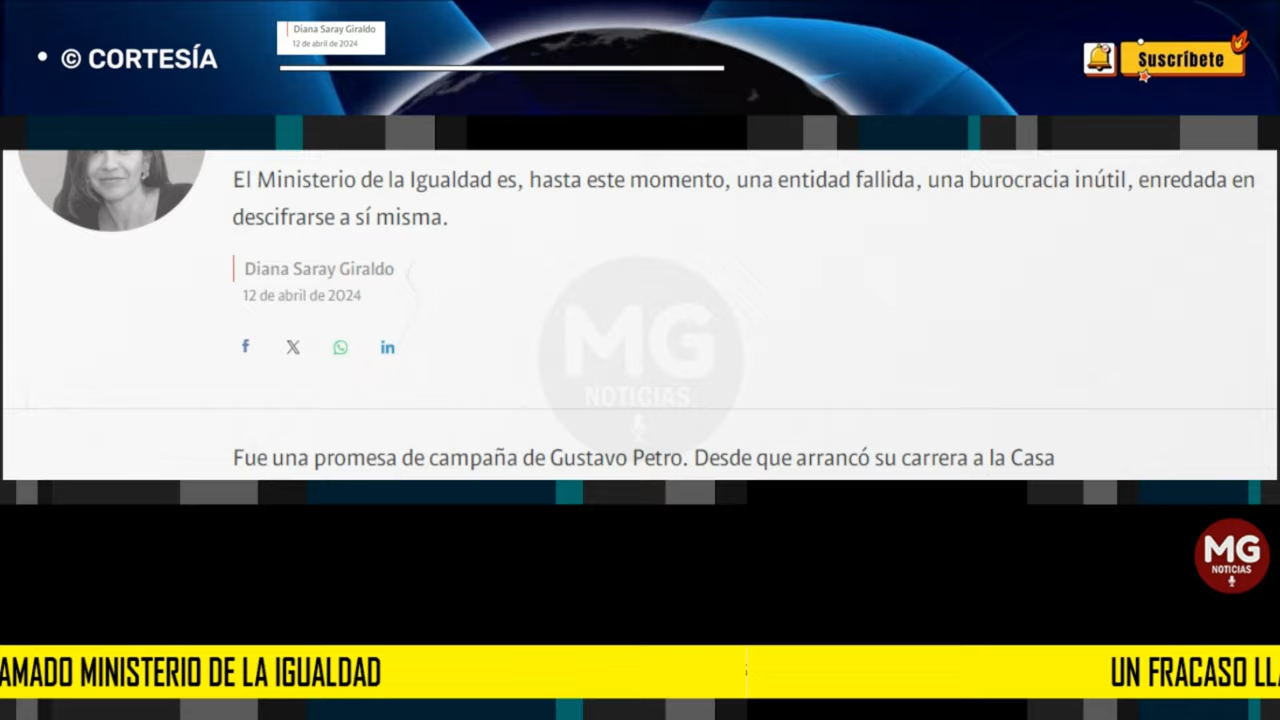 Diana Saray Giraldo
12 de abril de 2024
• © CORTESÍA
Suscríbete
El Ministerio de la Igualdad es, hasta este momento, una entidad fallida, una burocracia inútil, enredada en
descifrarse a sí misma.
Diana Saray Giraldo
12 de abril de 2024
MG
NOTICIAS
Fue una promesa de campaña de Gustavo Petro. Desde que arrancó su carrera a la Casa
MG
NOTICIAS
AMADO MINISTERIO DE LA IGUALDAD
UN FRACASO LLA